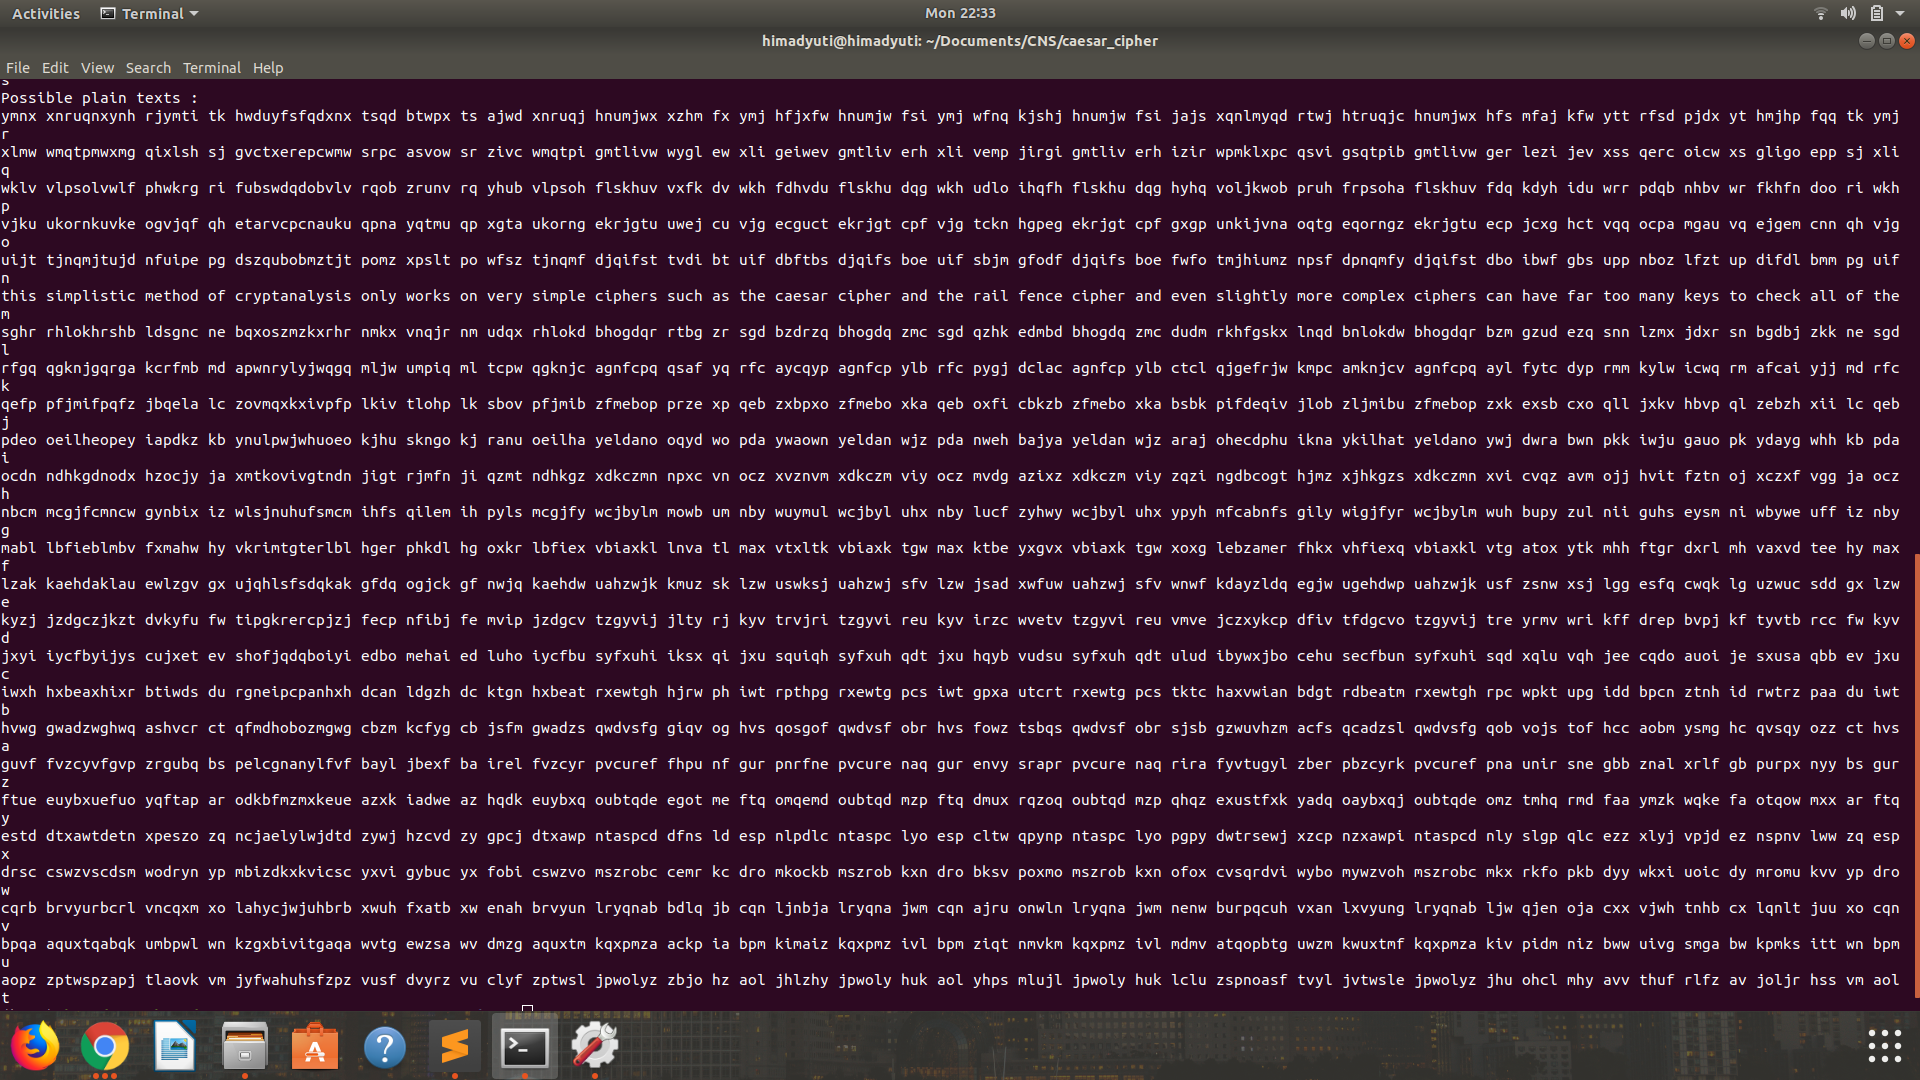 Activities Terminal Mon 22:33
himadyuti@himadyuti: ~/Documents/CNS/caesar_cipher
File Edit View Search Terminal Help
s
Possible plain texts :
ymnx xnruqnxynh rjymti tk hwduyfsfqdxnx tsqd btwpx ts ajwd xnruqj hnumjwx xzhm fx ymj hfjxfw hnumjw fsi ymj wfnq kjshj hnumjw fsi jajs xqnlmyqd rtwj htruqjc hnumjwx hfs mfaj kfw ytt rfsd pjdx yt hmjhp fqq tk ymj
r
xlmw wmqtpmwxmg qixlsh sj gvctxerepcwmw srpc asvow sr zivc wmqtpi gmtlivw wygl ew xli geiwev gmtliv erh xli vemp jirgi gmtliv erh izir wpmklxpc qsvi gsqtpib gmtlivw ger lezi jev xss qerc oicw xs gligo epp sj xli
q
wklv vlpsolvwlf phwkrg ri fubswdqdobvlv rqob zrunv rq yhub vlpsoh flskhuv vxfk dv wkh fdhvdu flskhu dqg wkh udlo ihqfh flskhu dqg hyhq voljkwob pruh frpsoha flskhuv fdq kdyh idu wrr pdqb nhbv wr fkhfn doo ri wkh
p
vjku ukornkuvke ogvjqf qh etarvcpcnauku qpna yqtmu qp xgta ukorng ekrjgtu uwej cu vjg ecguct ekrjgt cpf vjg tckn hgpeg ekrjgt cpf gxgp unkijvna oqtg eqorngz ekrjgtu ecp jcxg hct vqq ocpa mgau vq ejgem cnn qh vjg
o
uijt tjnqmjtujd nfuipe pg dszqubobmztjt pomz xpslt po wfsz tjnqmf djqifst tvdi bt uif dbftbs djqifs boe uif sbjm gfodf djqifs boe fwfo tmjhiumz npsf dpnqmfy djqifst dbo ibwf gbs upp nboz lfzt up difdl bmm pg uif
n
this simplistic method of cryptanalysis only works on very simple ciphers such as the caesar cipher and the rail fence cipher and even slightly more complex ciphers can have far too many keys to check all of the
m
sghr rhlokhrshb ldsgnc ne bqxoszmzkxrhr nmkx vnqjr nm udqx rhlokd bhogdqr rtbg zr sgd bzdrzq bhogdq zmc sgd qzhk edmbd bhogdq zmc dudm rkhfgskx lnqd bnlokdw bhogdqr bzm gzud ezq snn lzmx jdxr sn bgdbj zkk ne sgd
l
rfgq qgknjgqrga kcrfmb md apwnrylyjwqgq mljw umpiq ml tcpw qgknjc agnfcpq qsaf yq rfc aycqyp agnfcp ylb rfc pygj dclac agnfcp ylb ctcl qjgefrjw kmpc amknjcv agnfcpq ayl fytc dyp rmm kylw icwq rm afcai yjj md rfc
k
qefp pfjmifpqfz jbqela lc zovmqxkxivpfp lkiv tlohp lk sbov pfjmib zfmebop prze xp qeb zxbpxo zfmebo xka qeb oxfi cbkzb zfmebo xka bsbk pifdeqiv jlob zljmibu zfmebop zxk exsb cxo qll jxkv hbvp ql zebzh xii lc qeb
j
pdeo oeilheopey iapdkz kb ynulpwjwhuoeo kjhu skngo kj ranu oeilha yeldano oqyd wo pda ywaown yeldan wjz pda nweh bajya yeldan wjz araj ohecdphu ikna ykilhat yeldano ywj dwra bwn pkk iwju gauo pk ydayg whh kb pda
i
ocdn ndhkgdnodx hzocjy ja xmtkovivgtndn jigt rjmfn ji qzmt ndhkgz xdkczmn npxc vn ocz xvznvm xdkczm viy ocz mvdg azixz xdkczm viy zqzi ngdbcogt hjmz xjhkgzs xdkczmn xvi cvqz avm ojj hvit fztn oj xczxf vgg ja ocz
h
nbcm mcgjfcmncw gynbix iz wlsjnuhufsmcm ihfs qilem ih pyls mcgjfy wcjbylm mowb um nby wuymul wcjbyl uhx nby lucf zyhwy wcjbyl uhx ypyh mfcabnfs gily wigjfyr wcjbylm wuh bupy zul nii guhs eysm ni wbywe uff iz nby
g
mabl lbfieblmbv fxmahw hy vkrimtgterlbl hger phkdl hg oxkr lbfiex vbiaxkl lnva tl max vtxltk vbiaxk tgw max ktbe yxgvx vbiaxk tgw xoxg lebzamer fhkx vhfiexq vbiaxkl vtg atox ytk mhh ftgr dxrl mh vaxvd tee hy max
f
lzak kaehdaklau ewlzgv gx ujqhlsfsdqkak gfdq ogjck gf nwjq kaehdw uahzwjk kmuz sk lzw uswksj uahzwj sfv lzw jsad xwfuw uahzwj sfv wnwf kdayzldq egjw ugehdwp uahzwjk usf zsnw xsj lgg esfq cwqk lg uzwuc sdd gx lzw
e
kyzj jzdgczjkzt dvkyfu fw tipgkrercpjzj fecp nfibj fe mvip jzdgcv tzgyvij jlty rj kyv trvjri tzgyvi reu kyv irzc wvetv tzgyvi reu vmve jczxykcp dfiv tfdgcvo tzgyvij tre yrmv wri kff drep bvpj kf tyvtb rcc fw kyv
d
jxyi iycfbyijys cujxet ev shofjqdqboiyi edbo mehai ed luho iycfbu syfxuhi iksx qi jxu squiqh syfxuh qdt jxu hqyb vudsu syfxuh qdt ulud ibywxjbo cehu secfbun syfxuhi sqd xqlu vqh jee cqdo auoi je sxusa qbb ev jxu
c
iwxh hxbeaxhixr btiwds du rgneipcpanhxh dcan ldgzh dc ktgn hxbeat rxewtgh hjrw ph iwt rpthpg rxewtg pcs iwt gpxa utcrt rxewtg pcs tktc haxvwian bdgt rdbeatm rxewtgh rpc wpkt upg idd bpcn ztnh id rwtrz paa du iwt
b
hvwg gwadzwghwq ashvcr ct qfmdhobozmgwg cbzm kcfyg cb jsfm gwadzs qwdvsfg giqv og hvs qosgof qwdvsf obr hvs fowz tsbqs qwdvsf obr sjsb gzwuvhzm acfs qcadzsl qwdvsfg qob vojs tof hcc aobm ysmg hc qvsqy ozz ct hvs
a
guvf fvzcyvfgvp zrgubq bs pelcgnanylfvf bayl jbexf ba irel fvzcyr pvcuref fhpu nf gur pnrfne pvcure naq gur envy srapr pvcure naq rira fyvtugyl zber pbzcyrk pvcuref pna unir sne gbb znal xrlf gb purpx nyy bs gur
z
ftue euybxuefuo yqftap ar odkbfmzmxkeue azxk iadwe az hqdk euybxq oubtqde egot me ftq omqemd oubtqd mzp ftq dmux rqzoq oubtqd mzp qhqz exustfxk yadq oaybxqj oubtqde omz tmhq rmd faa ymzk wqke fa otqow mxx ar ftq
y
estd dtxawtdetn xpeszo zq ncjaelylwjdtd zywj hzcvd zy gpcj dtxawp ntaspcd dfns ld esp nlpdlc ntaspc lyo esp cltw qpynp ntaspc lyo pgpy dwtrsewj xzcp nzxawpi ntaspcd nly slgp qlc ezz xlyj vpjd ez nspnv lww zq esp
x
drsc cswzvscdsm wodryn yp mbizdkxkvicsc yxvi gybuc yx fobi cswzvo mszrobc cemr kc dro mkockb mszrob kxn dro bksv poxmo mszrob kxn ofox cvsqrdvi wybo mywzvoh mszrobc mkx rkfo pkb dyy wkxi uoic dy mromu kvv yp dro
w
cqrb brvyurbcrl vncqxm xo lahycjwjuhbrb xwuh fxatb xw enah brvyun lryqnab bdlq jb cqn ljnbja lryqna jwm cqn ajru onwln lryqna jwm nenw burpqcuh vxan lxvyung lryqnab ljw qjen oja cxx vjwh tnhb cx lqnlt juu xo cqn
v
bpqa aquxtqabqk umbpwl wn kzgxbivitgaqa wvtg ewzsa wv dmzg aquxtm kqxpmza ackp ia bpm kimaiz kqxpmz ivl bpm ziqt nmvkm kqxpmz ivl mdmv atqopbtg uwzm kwuxtmf kqxpmza kiv pidm niz bww uivg smga bw kpmks itt wn bpm
u
aopz zptwspzapj tlaovk vm jyfwahuhsfzpz vusf dvyrz vu clyf zptwsl jpwolyz zbjo hz aol jhlzhy jpwoly huk aol yhps mlujl jpwoly huk lclu zspnoasf tvyl jvtwsle jpwolyz jhu ohcl mhy avv thuf rlfz av joljr hss vm aol
t